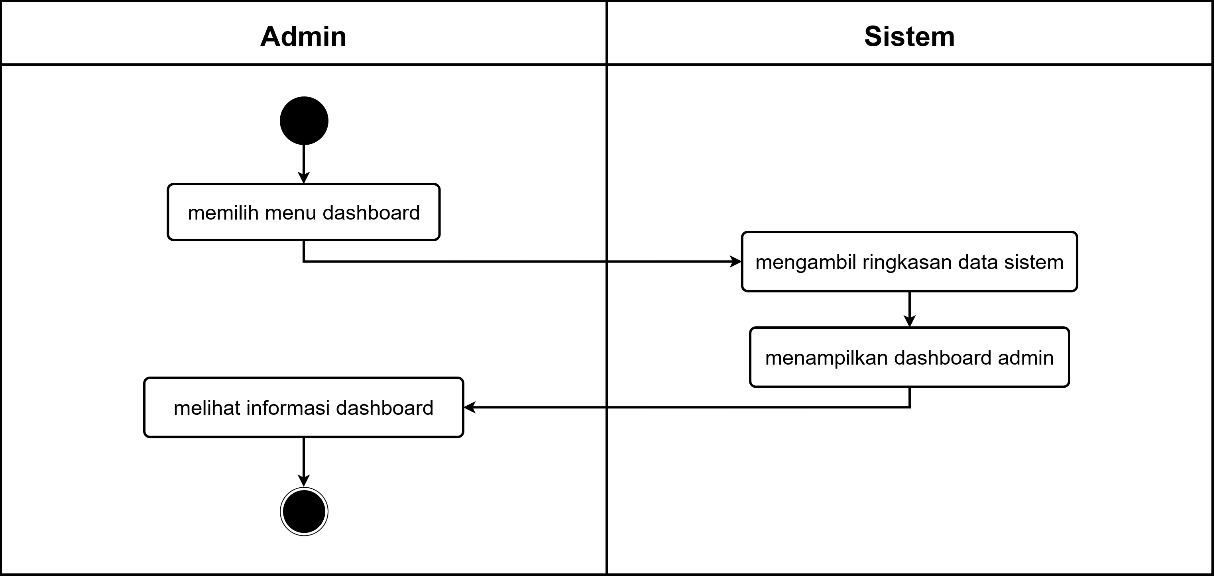 Admin
Sistem
memilih menu dashboard
mengambil ringkasan data sistem
menampilkan dashboard admin
melihat informasi dashboard